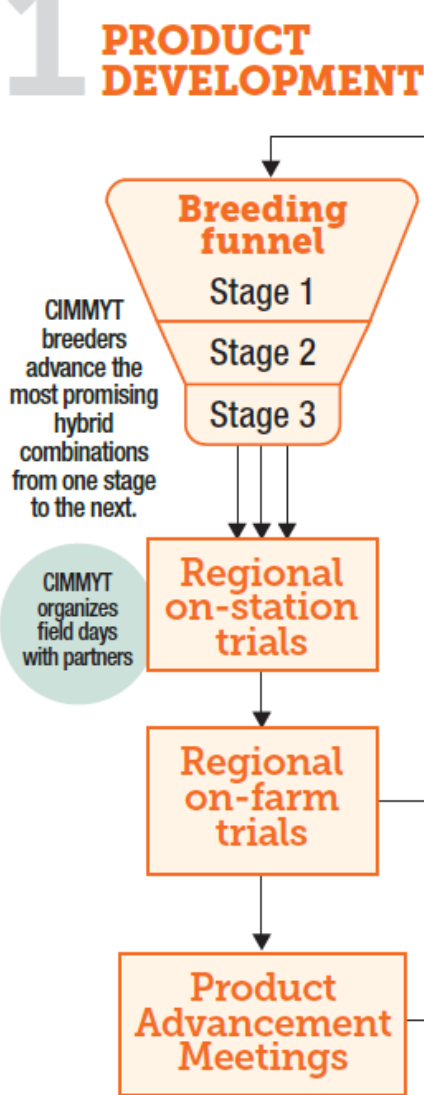 1
PRODUCT
DEVELOPMENT
Breeding
funnel
Stage 1
Stage 2
Stage 3
CIMMYT
breeders
advance the
most promising
hybrid
combinations
from one stage
to the next.
CIMMYT
organizes
field days
with partners
Regional
on-station
trials
Regional
on-farm
trials
Product
Advancement
Meetings